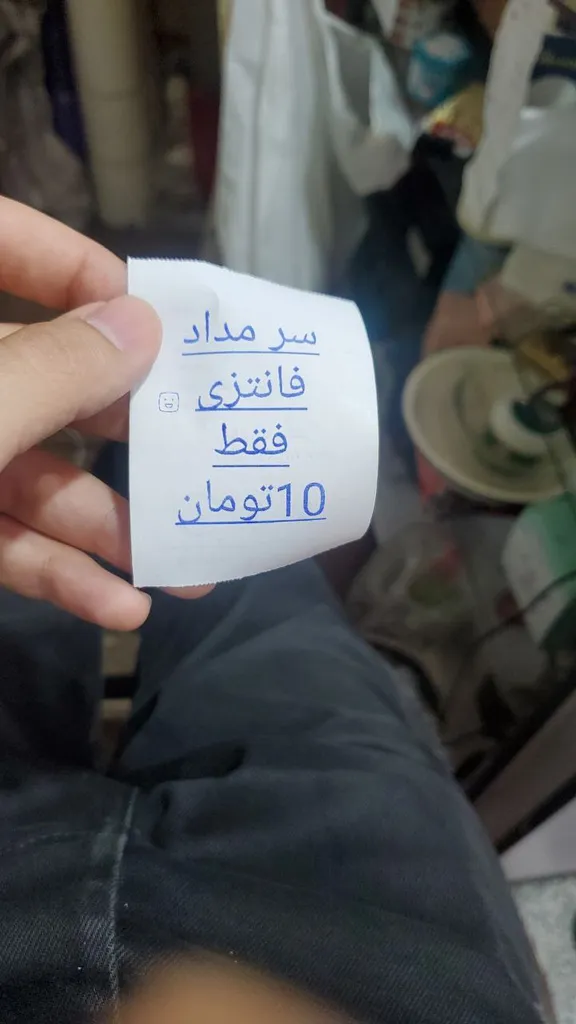 سر مداد
فانتزی
فقط
10تومان